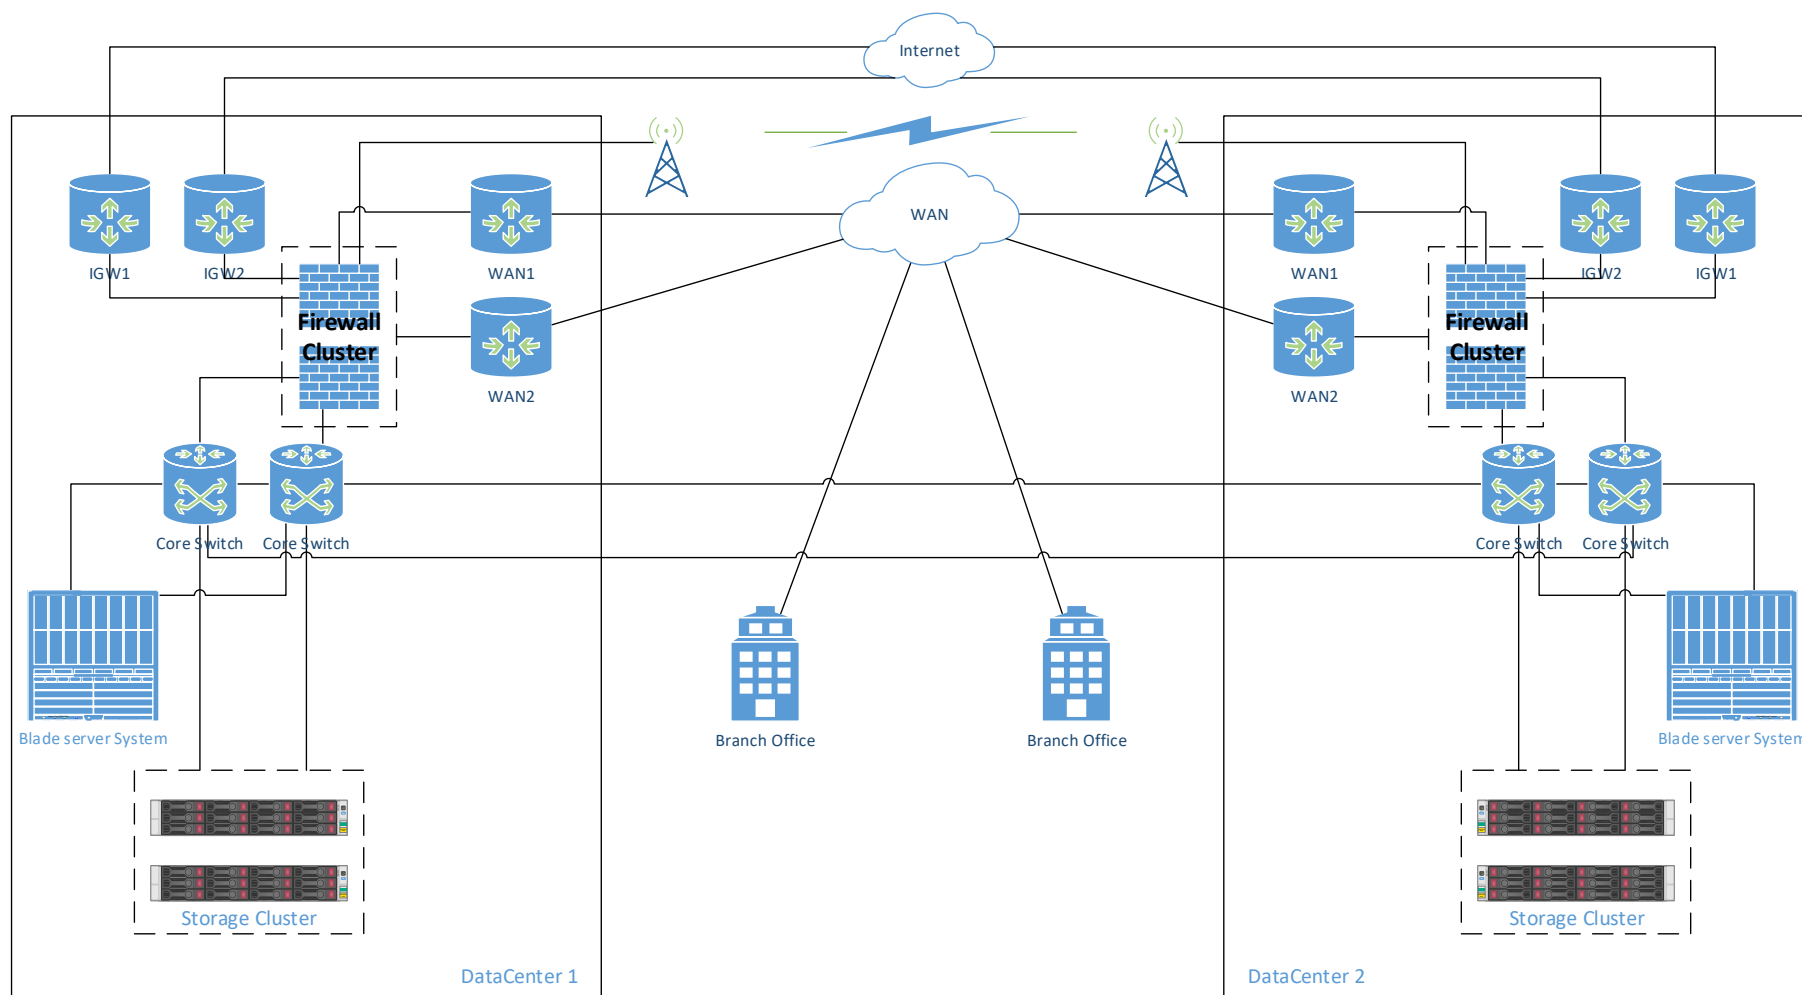 Internet
WAN
IGW1
IGW2
WAN1
WAN1
IGW2
IGW1
Firewall
Cluster
Firewall
Cluster
WAN2
WAN2
Core Switch
Core Switch
Core Switch
Core Switch
Blade server System
Branch Office
Branch Office
Blade server System
Storage Cluster
Storage Cluster
DataCenter 1
DataCenter 2